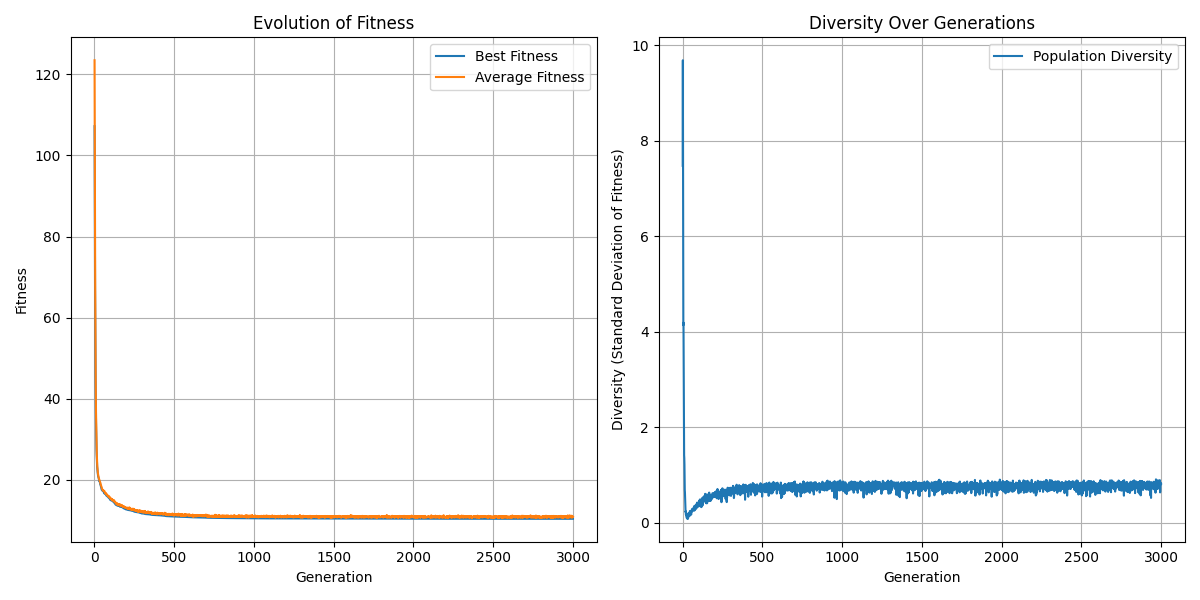 Evolution of Fitness
Best Fitness
Average Fitness
120
100
80
60
40
20
Fitness
0 500 1000 1500 2000 2500 3000
Generation
Diversity Over Generations
Population Diversity
10
8
6
4
2
0
Diversity (Standard Deviation of Fitness)
0 500 1000 1500 2000 2500 3000
Generation